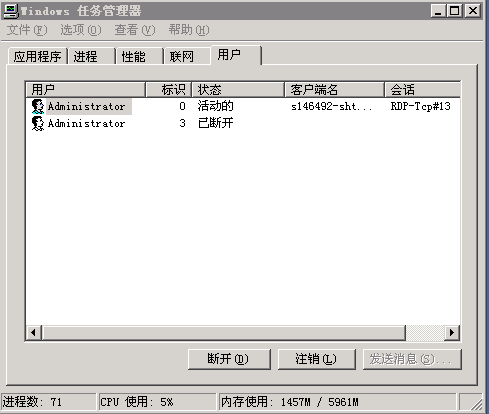 Windows 任务管理器
文件(F) 选项(O) 查看(V) 帮助(H)
应用程序 进程 性能 联网 用户
用户 标识 状态 客户端名 会话
Administrator 0 活动的 s146492-sht... RDP-Tcp#13
Administrator 3 已断开
断开(D) 注销(L) 发送消息(S)...
进程数: 71 CPU 使用: 5% 内存使用: 1457M / 5961M